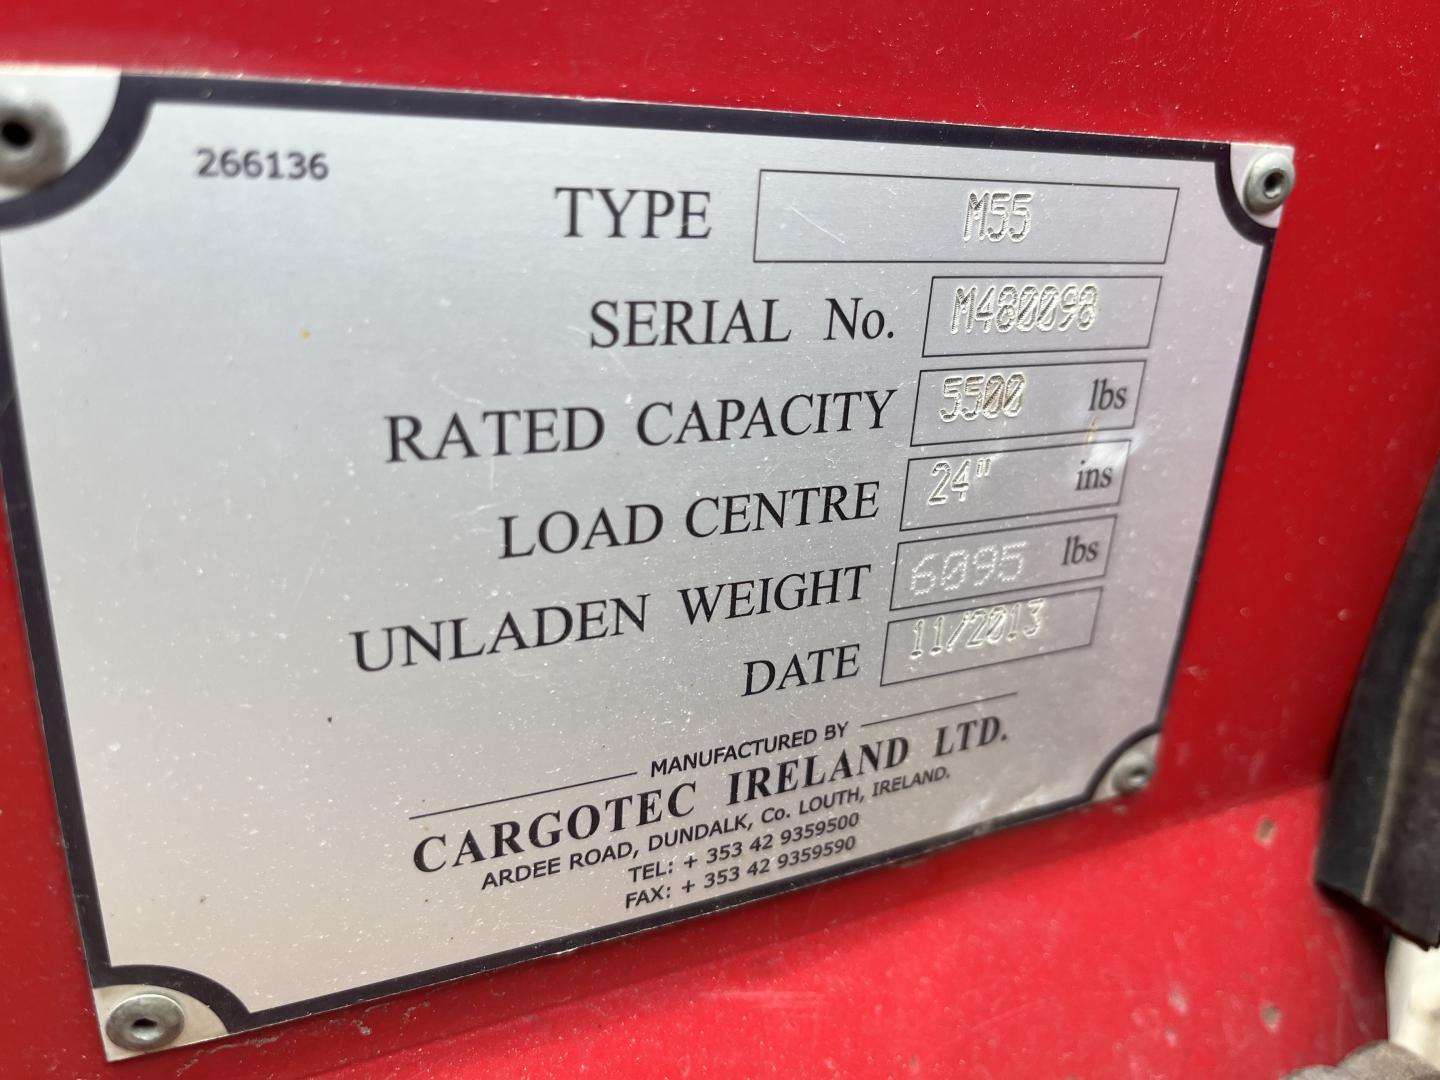 266136
TYPE M55
SERIAL No. M480098
RATED CAPACITY 5500 lbs
LOAD CENTRE 24" ins
UNLADEN WEIGHT 6095 lbs
DATE 11/2013
MANUFACTURED BY
CARGOTEC IRELAND LTD.
ARDEE ROAD, DUNDALK, Co. LOUTH, IRELAND.
TEL: + 353 42 9359500
FAX: + 353 42 9359590